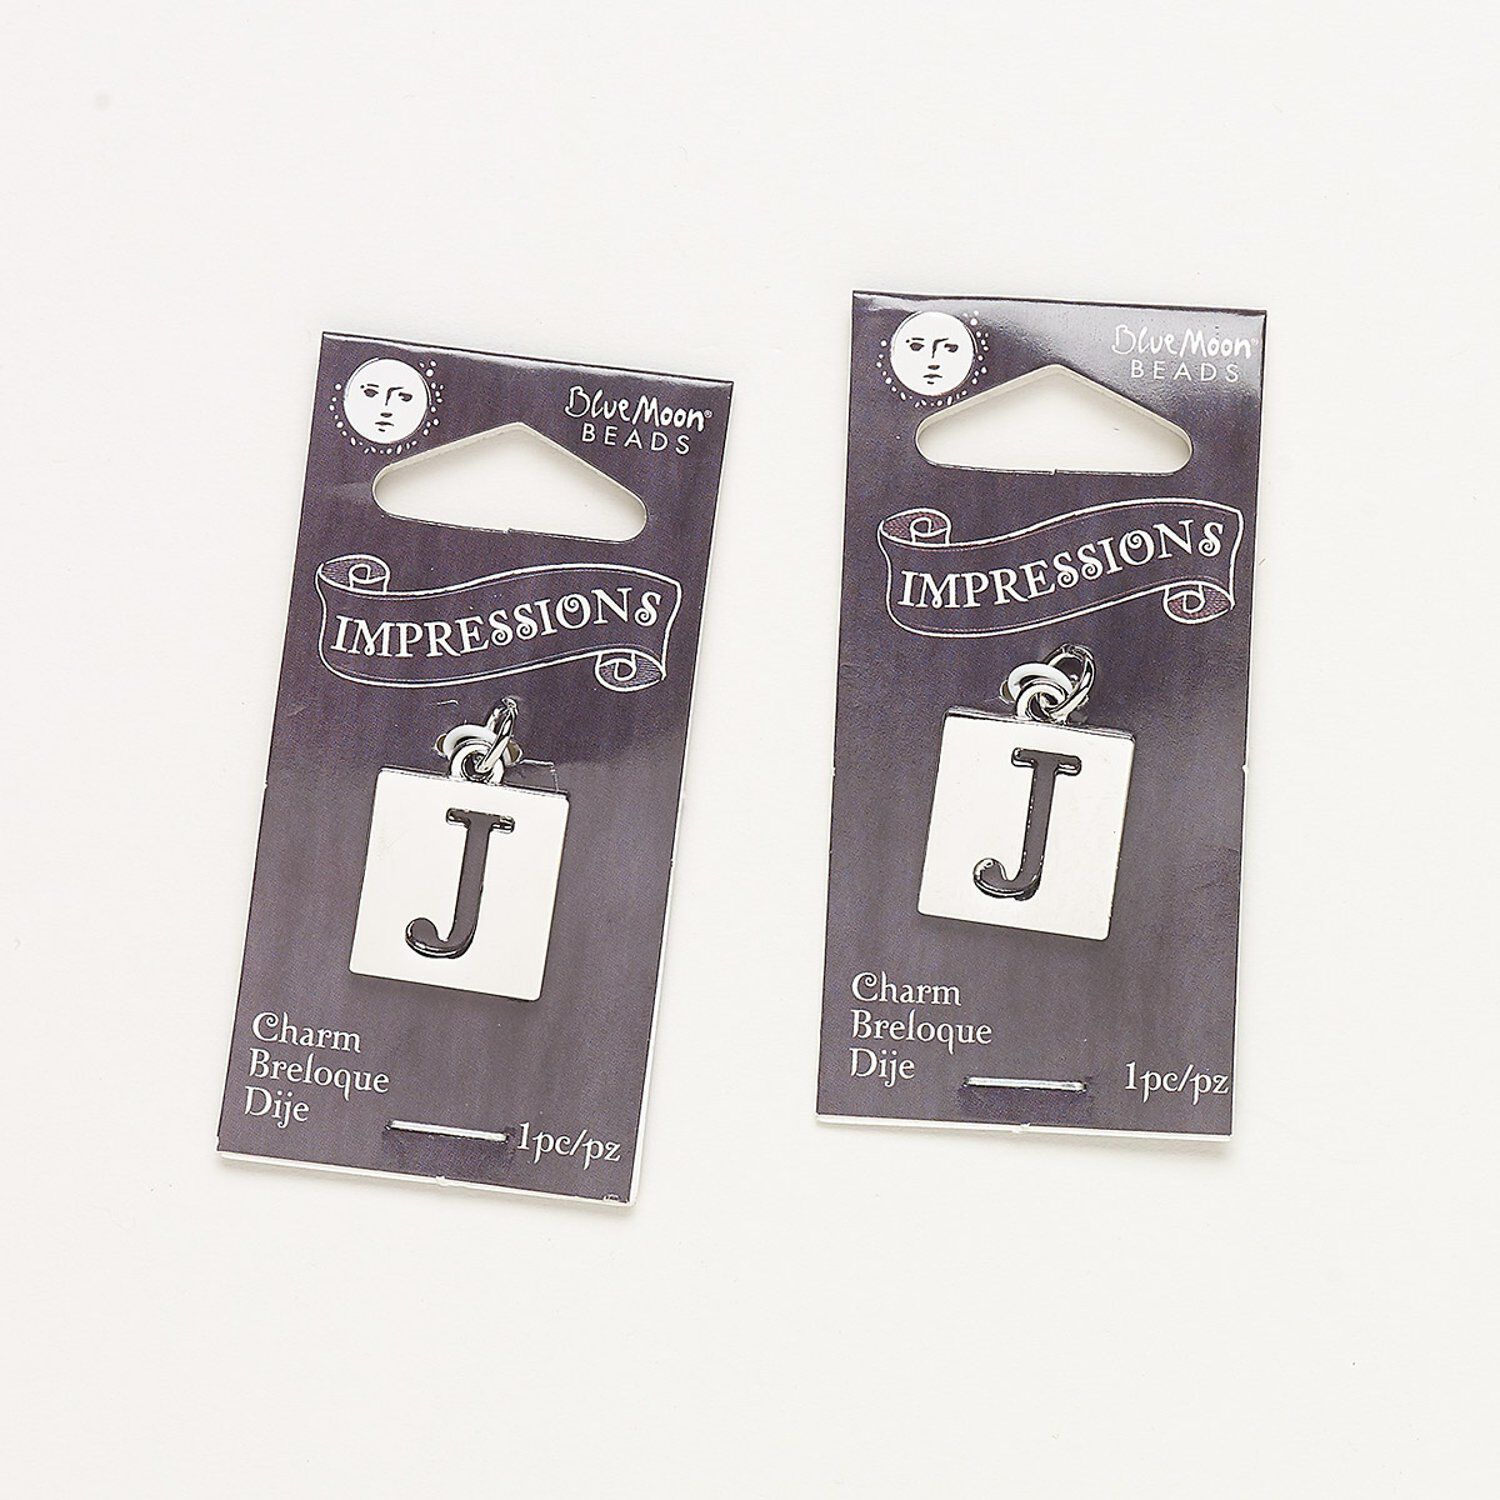 Blue Moon®
BEADS
IMPRESSIONS
J
Charm
Breloque
Dije
1pc/pz
Blue Moon®
BEADS
IMPRESSIONS
J
Charm
Breloque
Dije
1pc/pz